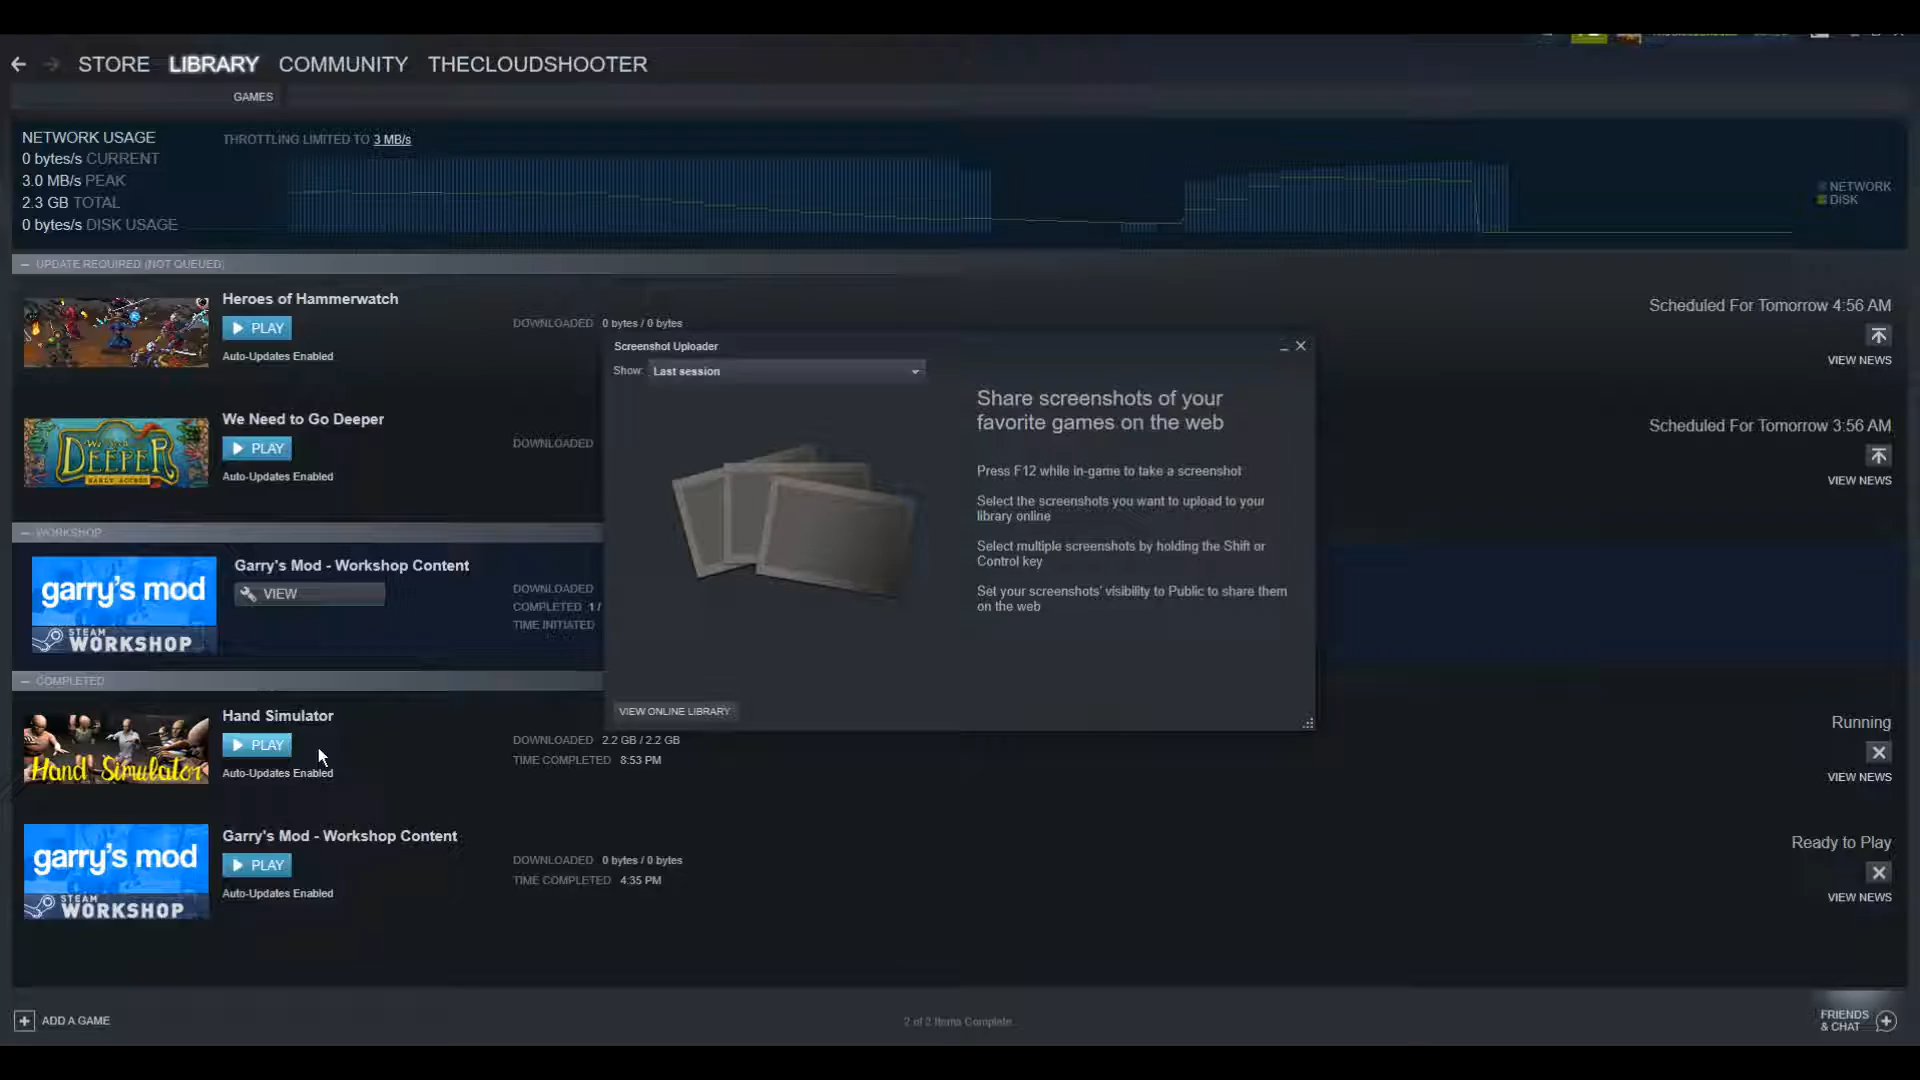 STORE LIBRARY COMMUNITY THECLOUDSHOOTER
GAMES
NETWORK USAGE
THROTTLING LIMITED TO 3 MB/s
0 bytes/s CURRENT
3.0 MB/s PEAK
2.3 GB TOTAL
0 bytes/s DISK USAGE
NETWORK
DISK
UPDATE REQUIRED (NOT QUEUED)
Heroes of Hammerwatch
PLAY
Auto-Updates Enabled
DOWNLOADED 0 bytes / 0 bytes
Scheduled For Tomorrow 4:56 AM
VIEW NEWS
DEEPER
EARLY ACCESS
We Need to Go Deeper
PLAY
Auto-Updates Enabled
DOWNLOADED
Scheduled For Tomorrow 3:56 AM
VIEW NEWS
Screenshot Uploader
Show: Last session
Share screenshots of your
favorite games on the web
Press F12 while in-game to take a screenshot
Select the screenshots you want to upload to your
library online
Select multiple screenshots by holding the Shift or
Control key
Set your screenshots' visibility to Public to share them
on the web
VIEW ONLINE LIBRARY
WORKSHOP
garry's mod
STEAM
WORKSHOP
Garry's Mod - Workshop Content
VIEW
DOWNLOADED
COMPLETED 1 /
TIME INITIATED
COMPLETED
Hand Simulator
Hand Simulator
PLAY
Auto-Updates Enabled
DOWNLOADED 2.2 GB / 2.2 GB
TIME COMPLETED 8:53 PM
Running
VIEW NEWS
garry's mod
STEAM
WORKSHOP
Garry's Mod - Workshop Content
PLAY
Auto-Updates Enabled
DOWNLOADED 0 bytes / 0 bytes
TIME COMPLETED 4:35 PM
Ready to Play
VIEW NEWS
ADD A GAME
2 of 2 Items Complete
FRIENDS
& CHAT